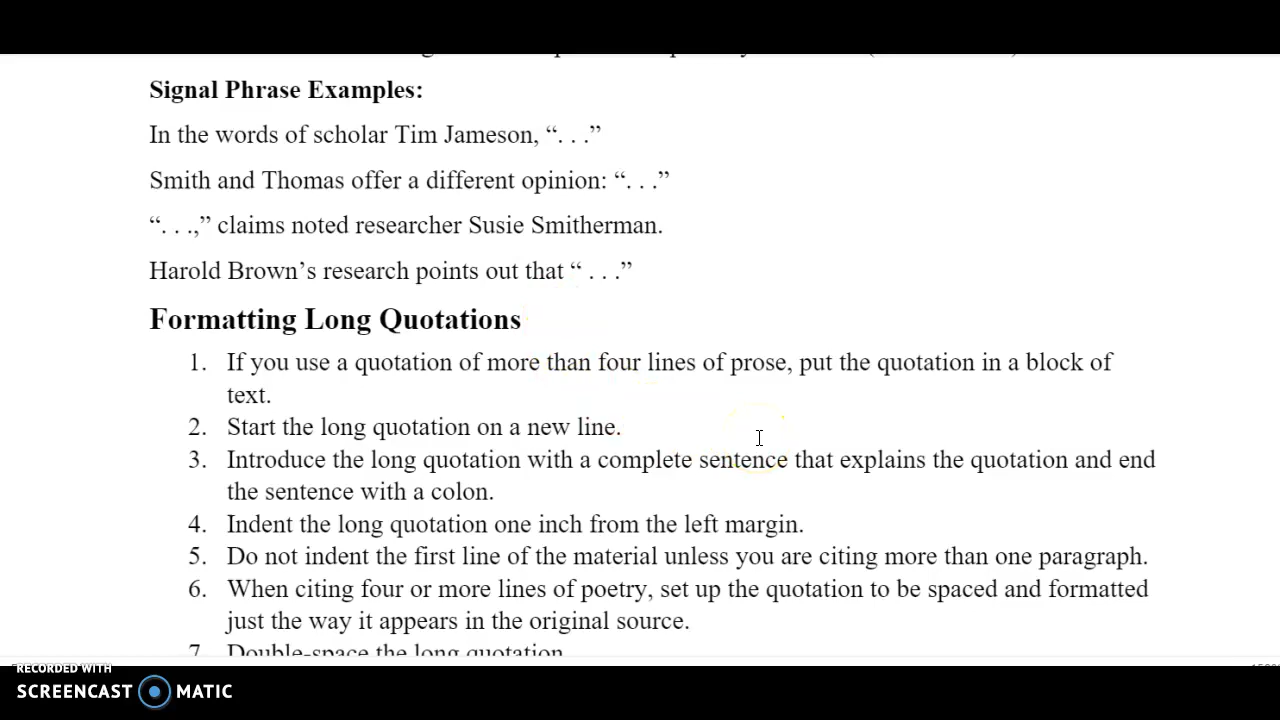 Signal Phrase Examples:
In the words of scholar Tim Jameson, “. . .”
Smith and Thomas offer a different opinion: “. . .”
“. . .,” claims noted researcher Susie Smitherman.
Harold Brown’s research points out that “ . . .”
Formatting Long Quotations
1. If you use a quotation of more than four lines of prose, put the quotation in a block of
text.
2. Start the long quotation on a new line.
3. Introduce the long quotation with a complete sentence that explains the quotation and end
the sentence with a colon.
4. Indent the long quotation one inch from the left margin.
5. Do not indent the first line of the material unless you are citing more than one paragraph.
6. When citing four or more lines of poetry, set up the quotation to be spaced and formatted
just the way it appears in the original source.
7. Double-space the long quotation
RECORDED WITH
SCREENCAST MATIC